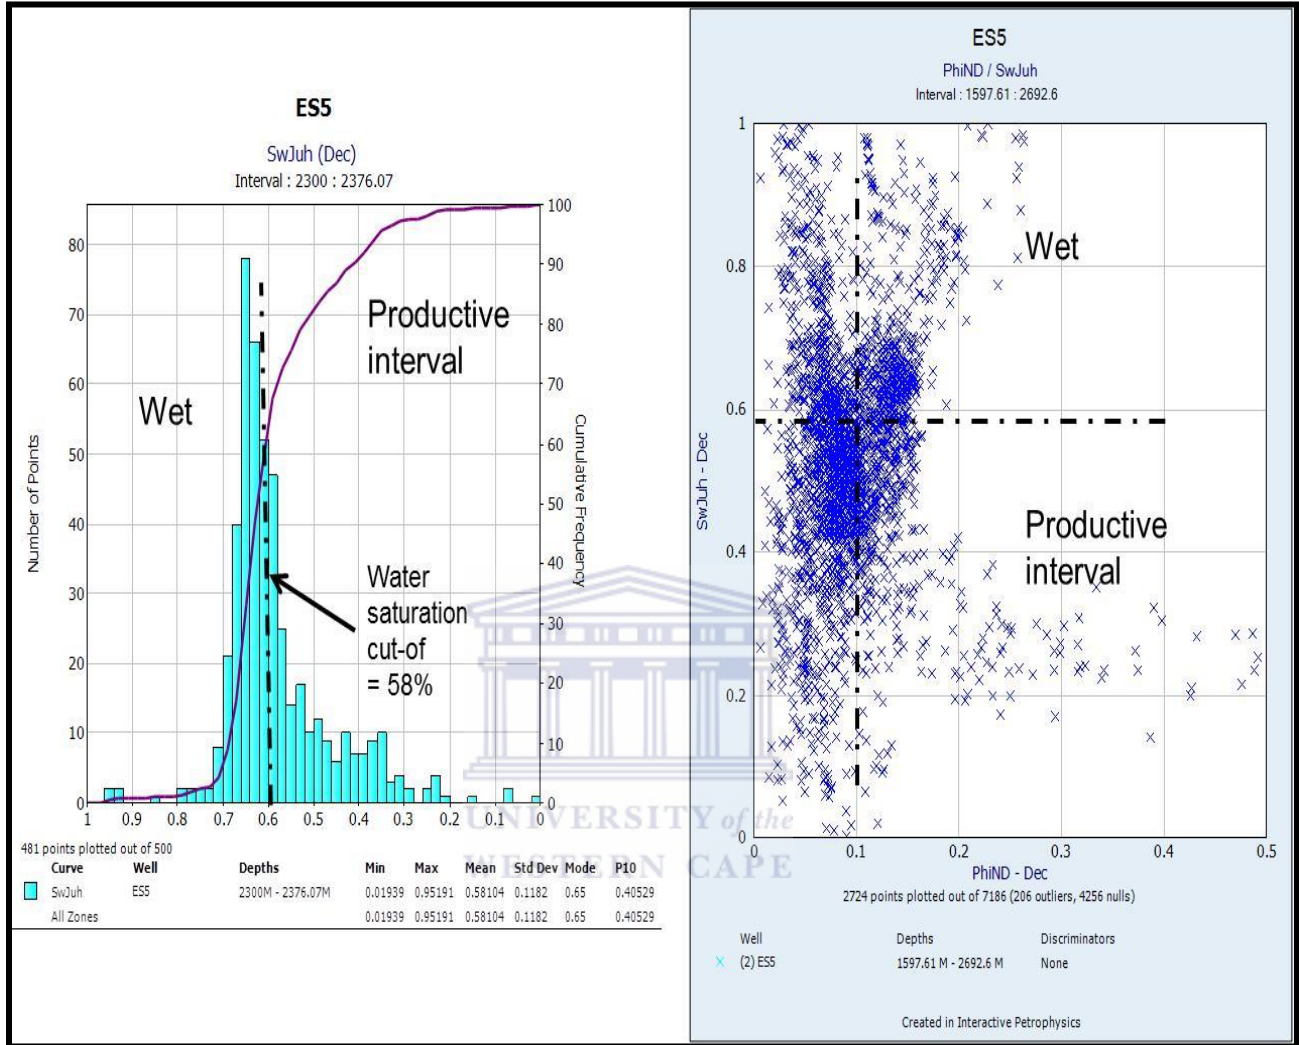 ES5
SwJuh (Dec)
Interval : 2300 : 2376.07
100
80
90
70
80
60
70
50
60
40
50
30
40
20
30
10
20
0
10
0
1 0.9 0.8 0.7 0.6 0.5 0.4 0.3 0.2 0.1 0
Number of Points
Cumulative Frequency
Wet
Productive
interval
Water
saturation
cut-of
= 58%
481 points plotted out of 500
Curve Well Depths Min Max Mean Std Dev Mode P10
SwJuh ES5 2300M - 2376.07M 0.01939 0.95191 0.58104 0.1182 0.65 0.40529
All Zones 0.01939 0.95191 0.58104 0.1182 0.65 0.40529
ES5
PhiND / SwJuh
Interval : 1597.61 : 2692.6
1
0.8
0.6
0.4
0.2
0
0 0.1 0.2 0.3 0.4 0.5
SwJuh - Dec
PhiND - Dec
Wet
Productive
interval
2724 points plotted out of 7186 (206 outliers, 4256 nulls)
Well Depths Discriminators
(2) ES5 1597.61 M - 2692.6 M None
Created in Interactive Petrophysics
UNIVERSITY of the
WESTERN CAPE